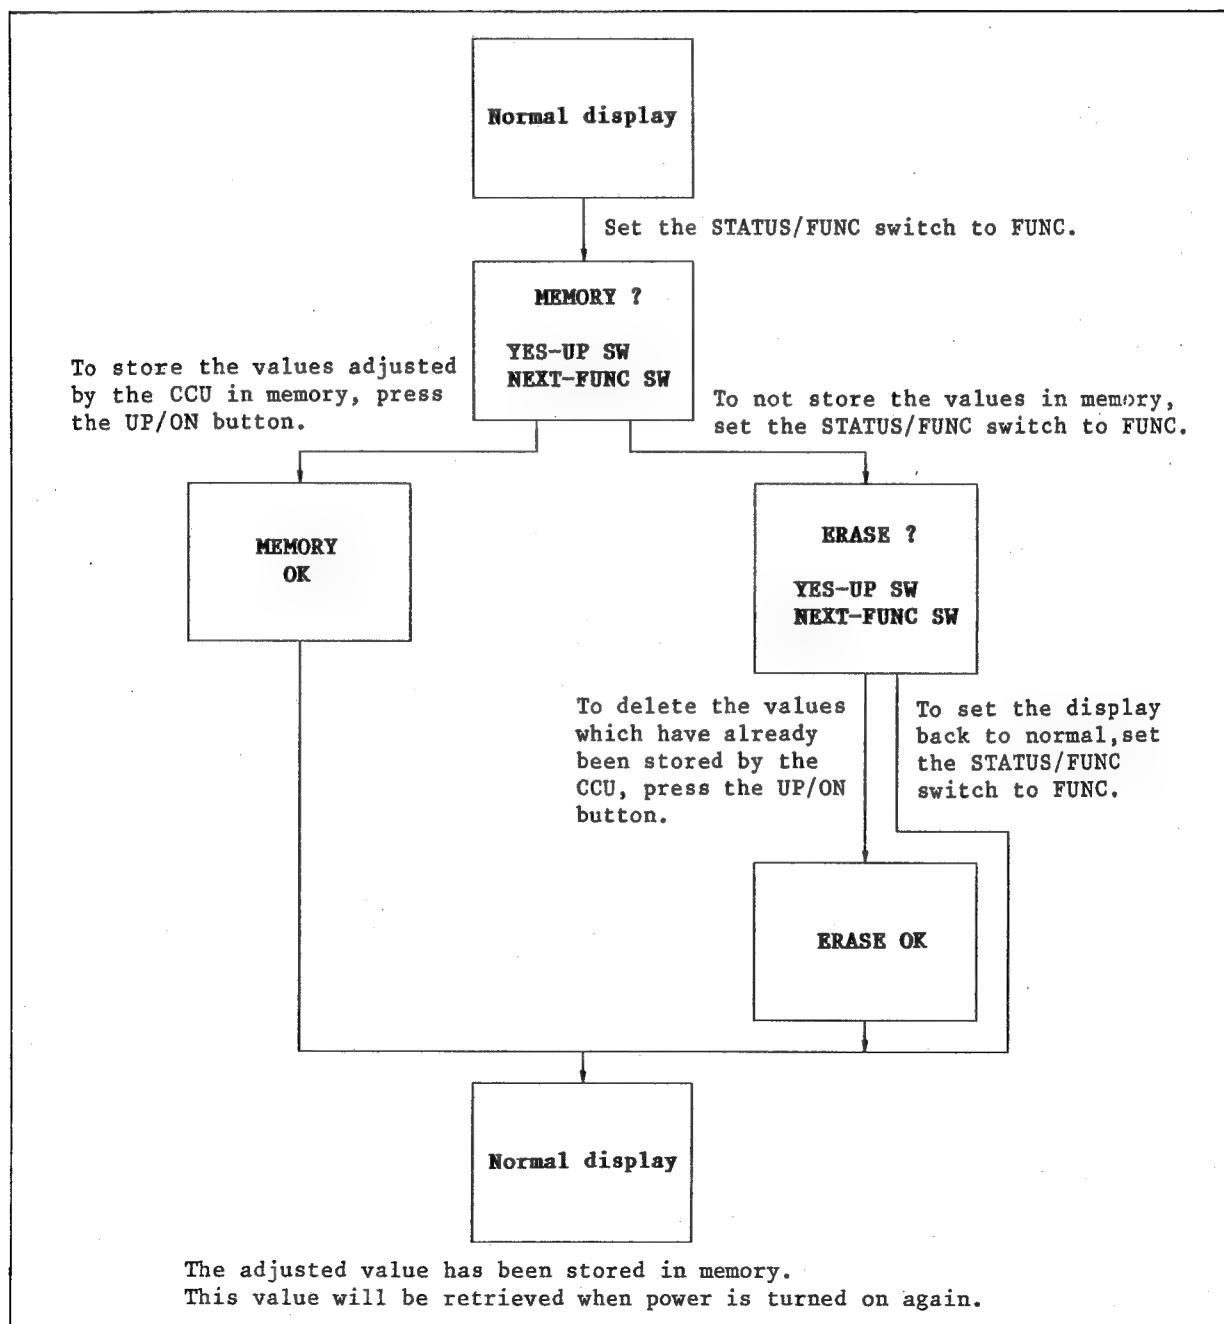 Normal display
Set the STATUS/FUNC switch to FUNC.
MEMORY ?
YES-UP SW
NEXT-FUNC SW
To store the values adjusted
by the CCU in memory, press
the UP/ON button.
To not store the values in memory,
set the STATUS/FUNC switch to FUNC.
MEMORY
OK
ERASE ?
YES-UP SW
NEXT-FUNC SW
To delete the values
which have already
been stored by the
CCU, press the UP/ON
button.
To set the display
back to normal,set
the STATUS/FUNC
switch to FUNC.
ERASE OK
Normal display
The adjusted value has been stored in memory.
This value will be retrieved when power is turned on again.